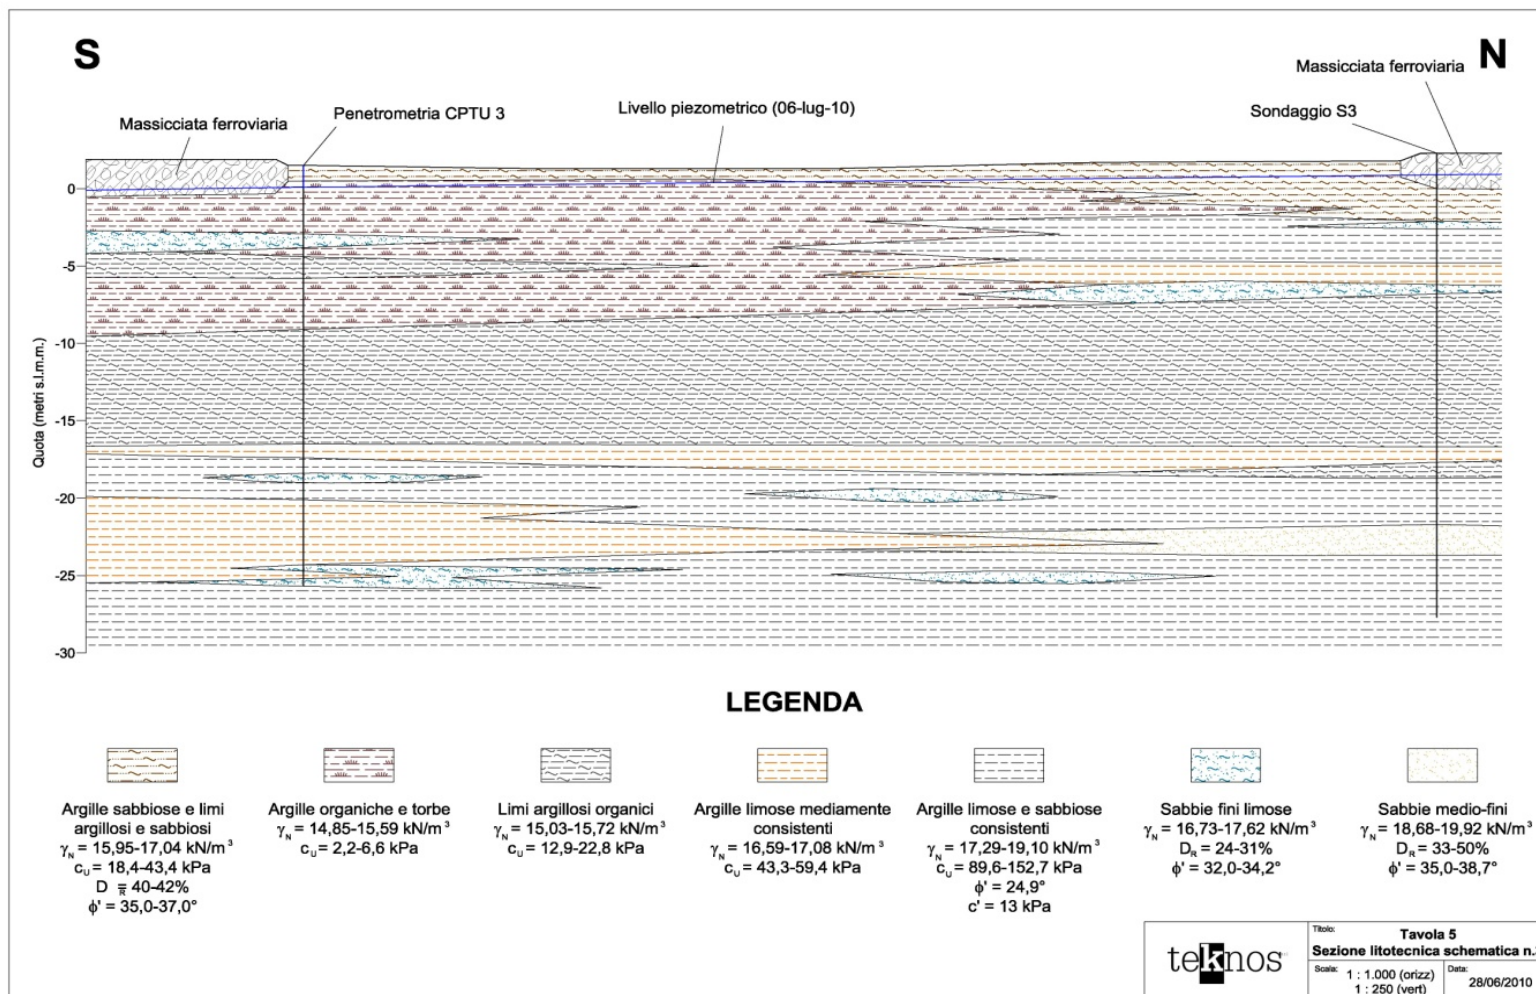 S
N
Massicciata ferroviaria
Penetrometria CPTU 3
Livello piezometrico (06-lug-10)
Sondaggio S3
Massicciata ferroviaria
Quota (metri s.l.m.m.)
0
-5
-10
-15
-20
-25
-30
LEGENDA
Argille sabbiose e limi
argillosi e sabbiosi
γN = 15,95-17,04 kN/m³
cU = 18,4-43,4 kPa
DR = 40-42%
ϕ' = 35,0-37,0°
Argille organiche e torbe
γN = 14,85-15,59 kN/m³
cU = 2,2-6,6 kPa
Limi argillosi organici
γN = 15,03-15,72 kN/m³
cU = 12,9-22,8 kPa
Argille limose mediamente
consistenti
γN = 16,59-17,08 kN/m³
cU = 43,3-59,4 kPa
Argille limose e sabbiose
consistenti
γN = 17,29-19,10 kN/m³
cU = 89,6-152,7 kPa
ϕ' = 24,9°
c' = 13 kPa
Sabbie fini limose
γN = 16,73-17,62 kN/m³
DR = 24-31%
ϕ' = 32,0-34,2°
Sabbie medio-fini
γN = 18,68-19,92 kN/m³
DR = 33-50%
ϕ' = 35,0-38,7°
teknos
Titolo:
Tavola 5
Sezione litotecnica schematica n.
Scala:
1 : 1.000 (orizz)
1 : 250 (vert)
Data:
28/06/2010